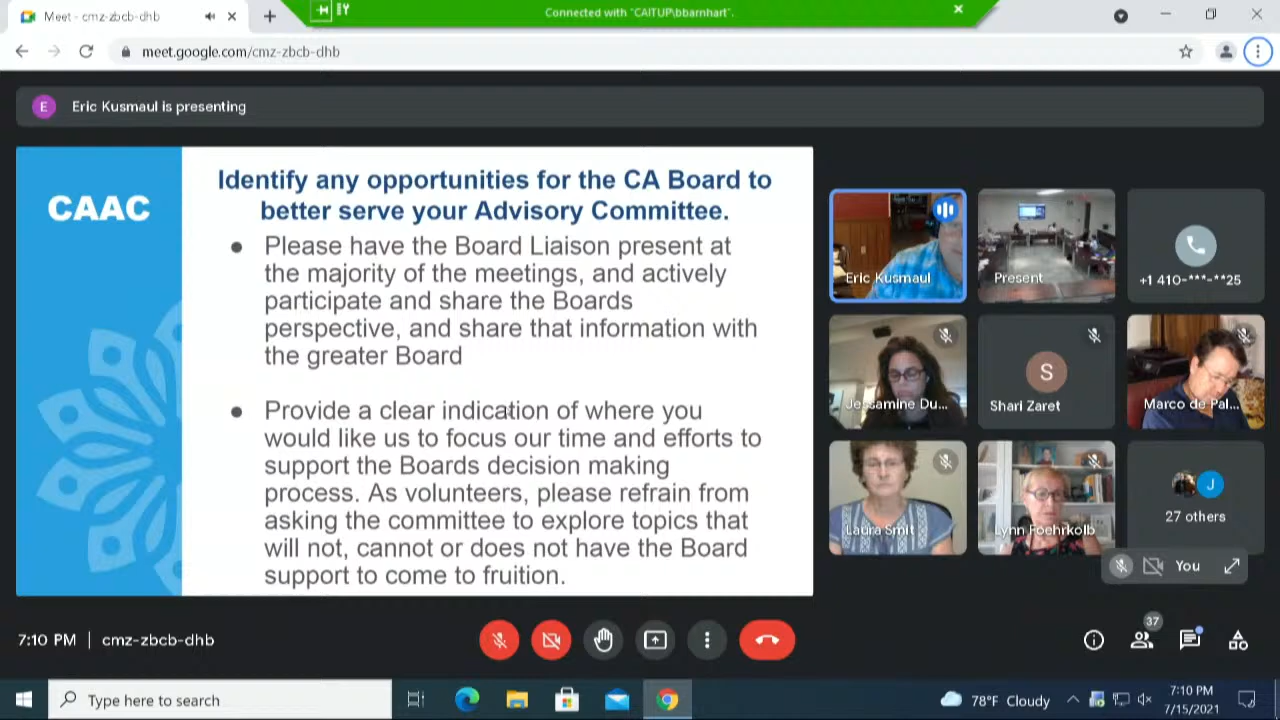 Meet - cmz-zbcb-dhb
Connected with "CAITUP\bbarnhart".
meet.google.com/cmz-zbcb-dhb
E
Eric Kusmaul is presenting
CAAC
Identify any opportunities for the CA Board to
better serve your Advisory Committee.
● Please have the Board Liaison present at
the majority of the meetings, and actively
participate and share the Boards
perspective, and share that information with
the greater Board
● Provide a clear indication of where you
would like us to focus our time and efforts to
support the Boards decision making
process. As volunteers, please refrain from
asking the committee to explore topics that
will not, cannot or does not have the Board
support to come to fruition.
Eric Kusmaul
Present
+1 410-***-**25
Jessamine Du...
S
Shari Zaret
Marco de Pal...
Laura Smit
Lynn Foehrkolb
J
27 others
You
7:10 PM | cmz-zbcb-dhb
37
Type here to search
78°F Cloudy
7:10 PM
7/15/2021